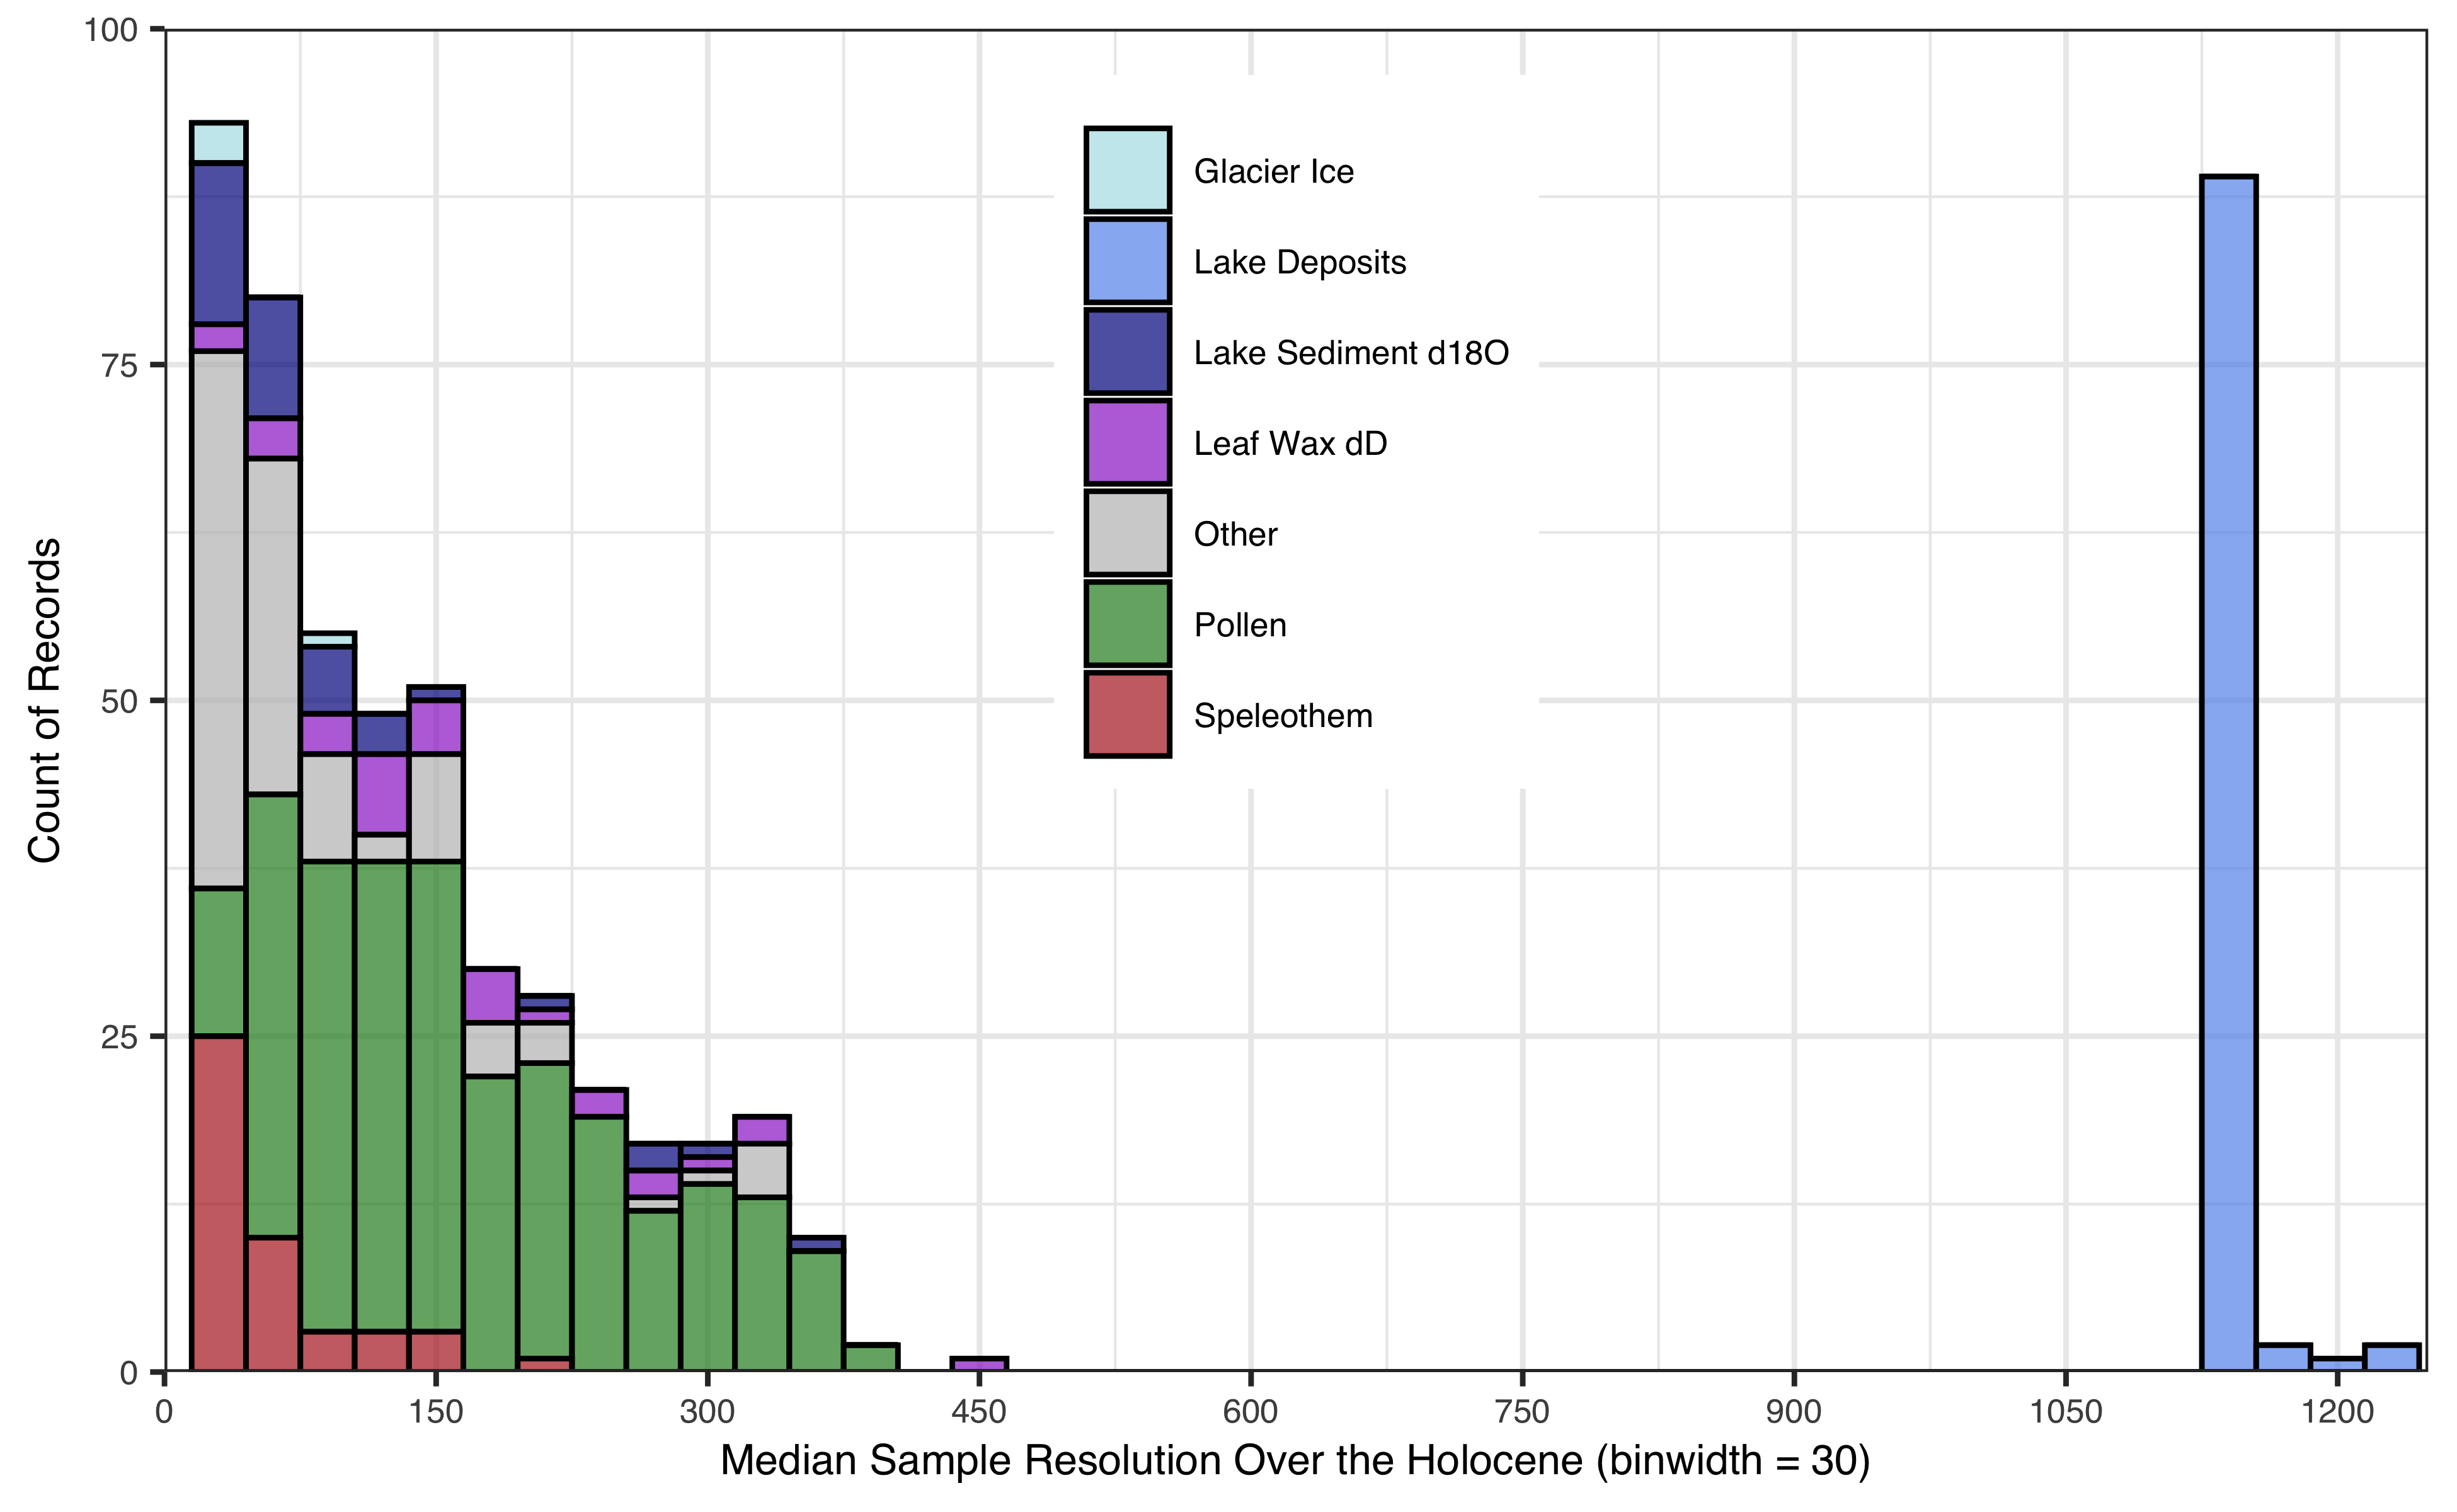 100
75
50
25
0
Count of Records
Glacier Ice
Lake Deposits
Lake Sediment d18O
Leaf Wax dD
Other
Pollen
Speleothem
0 150 300 450 600 750 900 1050 1200
Median Sample Resolution Over the Holocene (binwidth = 30)